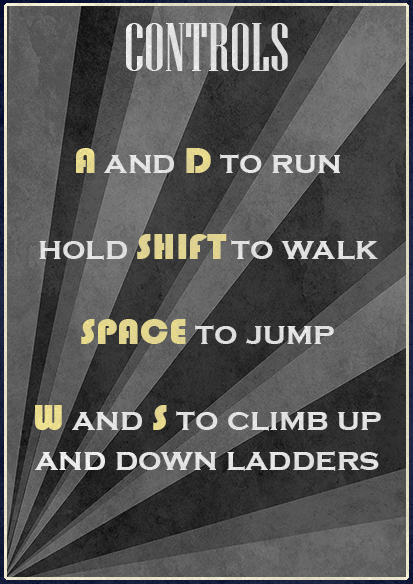 CONTROLS
A AND D TO RUN
HOLD SHIFT TO WALK
SPACE TO JUMP
W AND S TO CLIMB UP
AND DOWN LADDERS